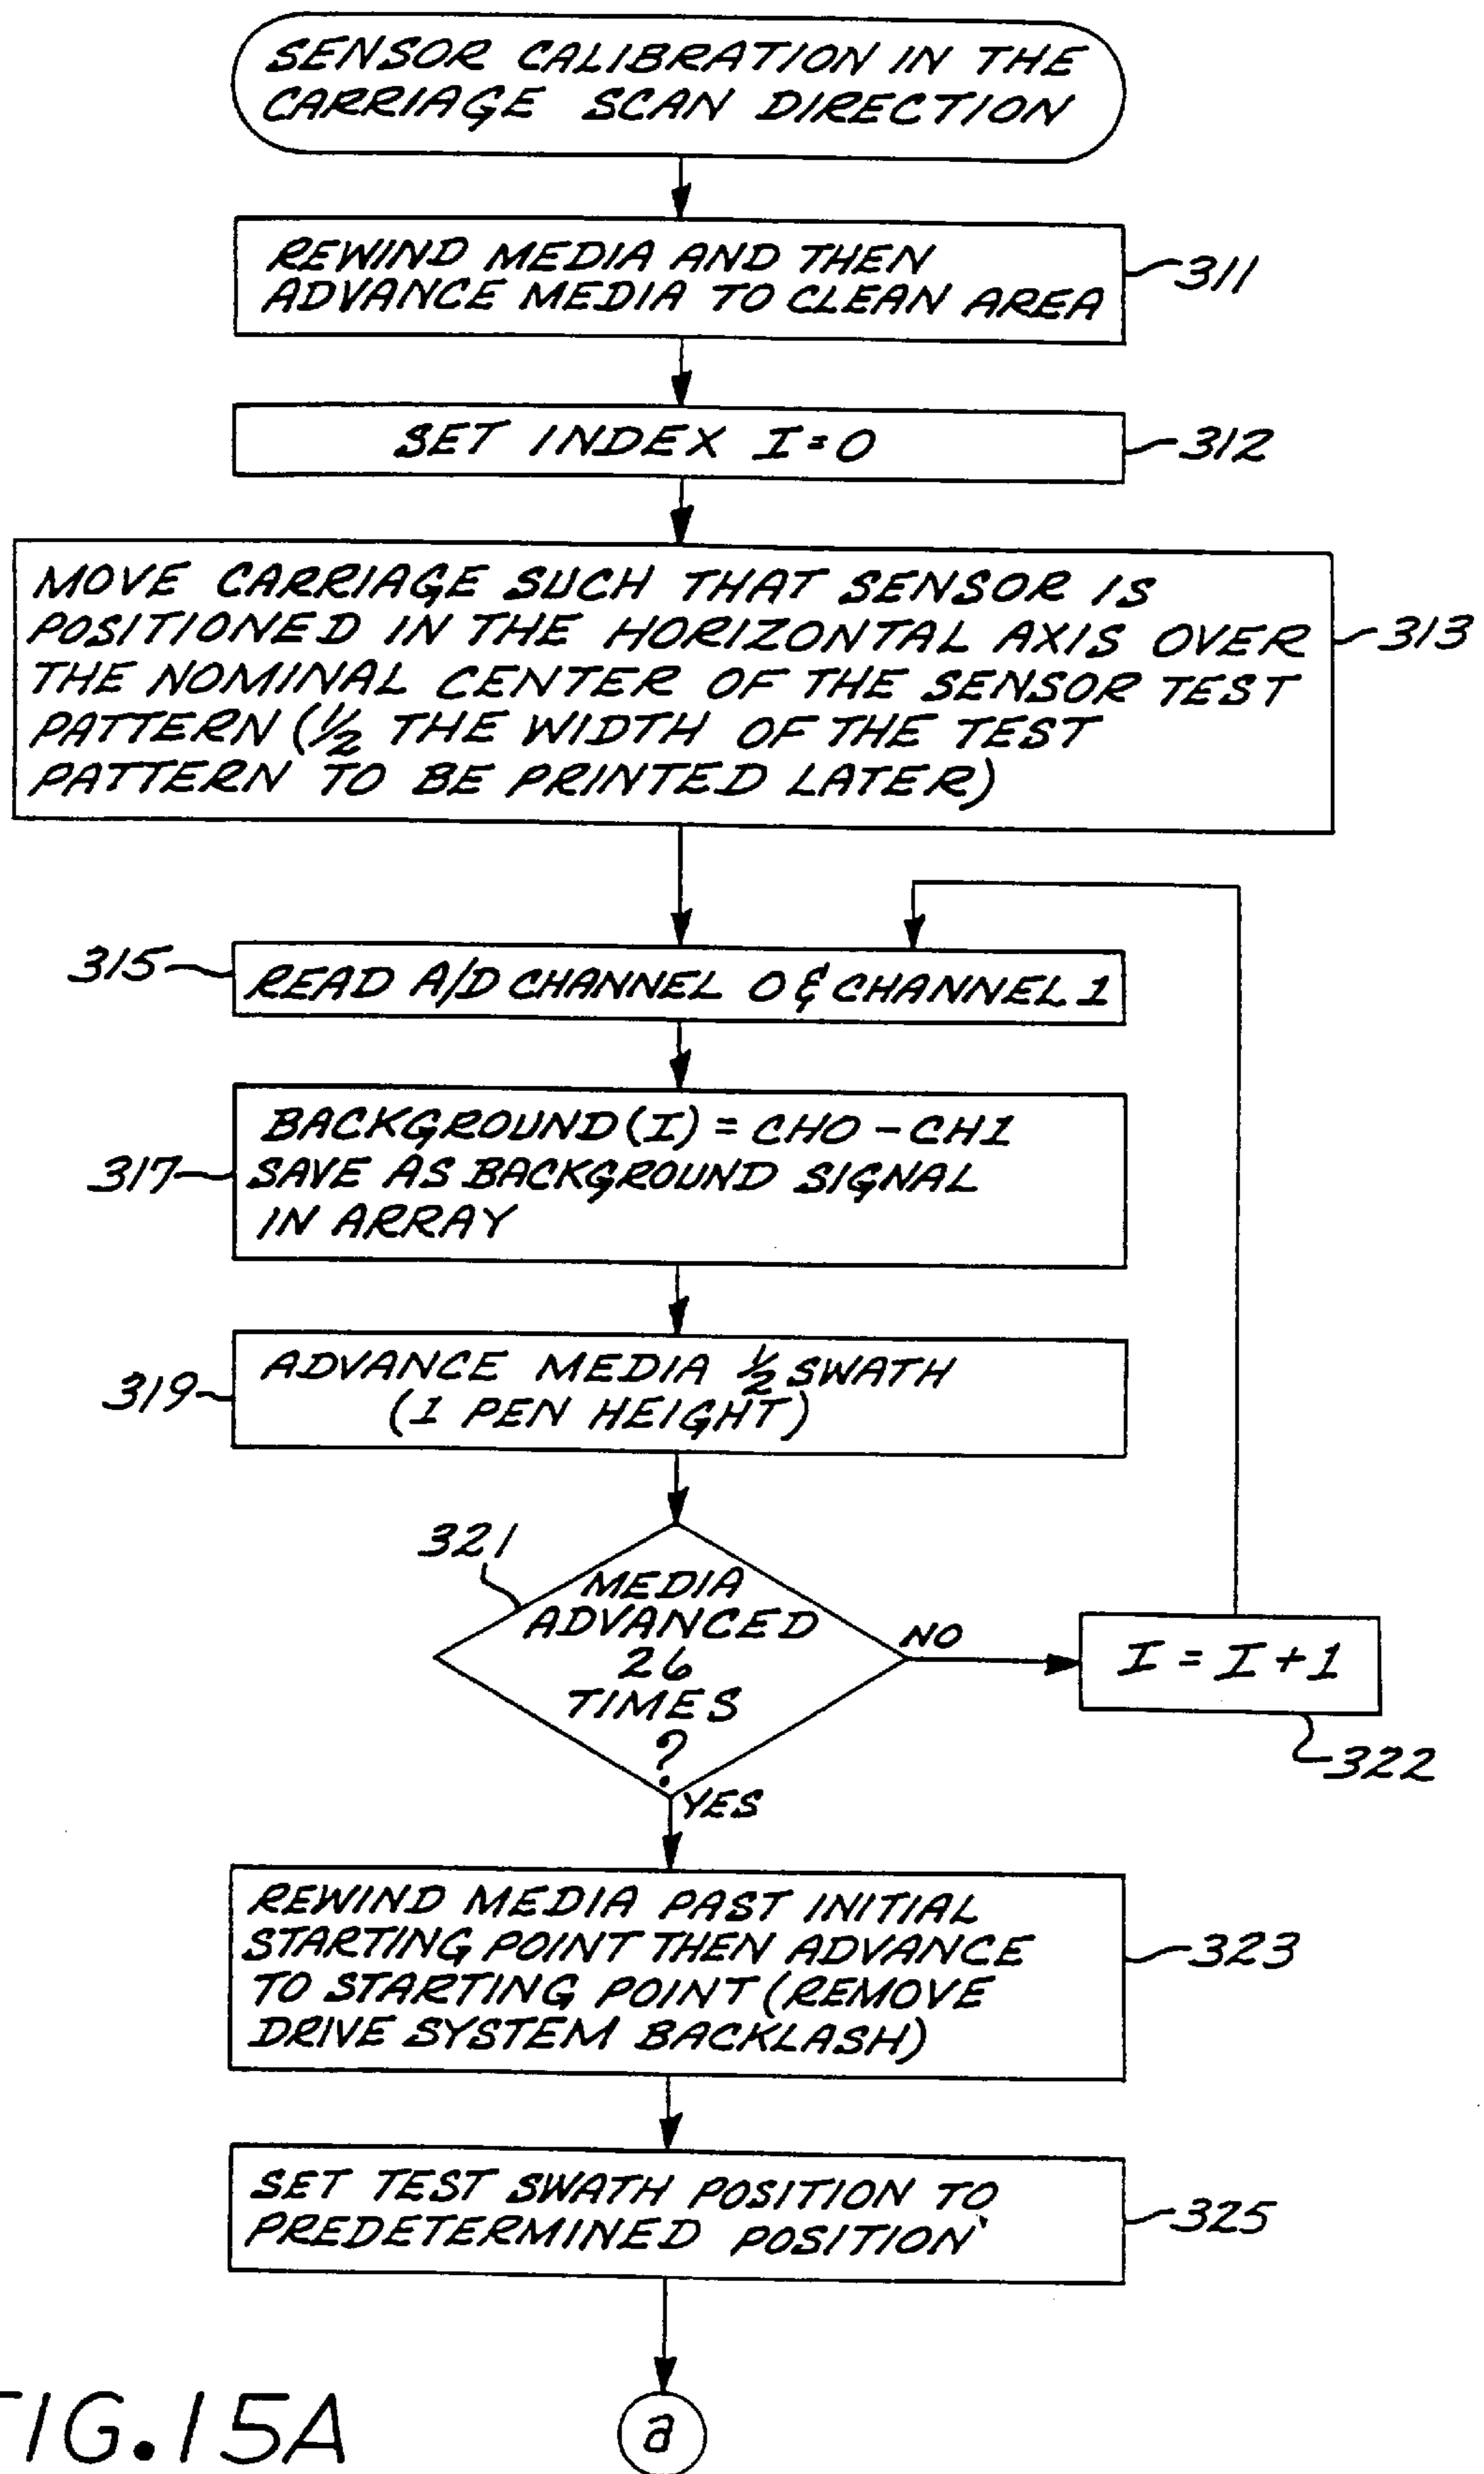 SENSOR CALIBRATION IN THE
CARRIAGE SCAN DIRECTION
REWIND MEDIA AND THEN
ADVANCE MEDIA TO CLEAN AREA
311
SET INDEX I=0
312
MOVE CARRIAGE SUCH THAT SENSOR IS
POSITIONED IN THE HORIZONTAL AXIS OVER
THE NOMINAL CENTER OF THE SENSOR TEST
PATTERN (1/2 THE WIDTH OF THE TEST
PATTERN TO BE PRINTED LATER)
313
315
READ A/D CHANNEL 0 & CHANNEL 1
317
BACKGROUND(I) = CH0 - CH1
SAVE AS BACKGROUND SIGNAL
IN ARRAY
319
ADVANCE MEDIA 1/2 SWATH
(1 PEN HEIGHT)
321
MEDIA
ADVANCED
26
TIMES
?
NO
I = I + 1
322
YES
REWIND MEDIA PAST INITIAL
STARTING POINT THEN ADVANCE
TO STARTING POINT (REMOVE
DRIVE SYSTEM BACKLASH)
323
SET TEST SWATH POSITION TO
PREDETERMINED POSITION
325
a
FIG.15A